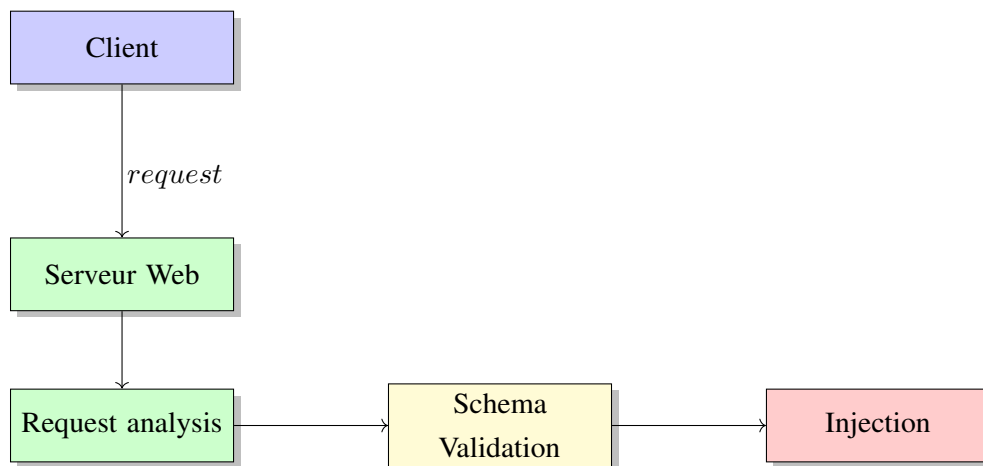 Client
request
Serveur Web
Request analysis
Schema
Validation
Injection